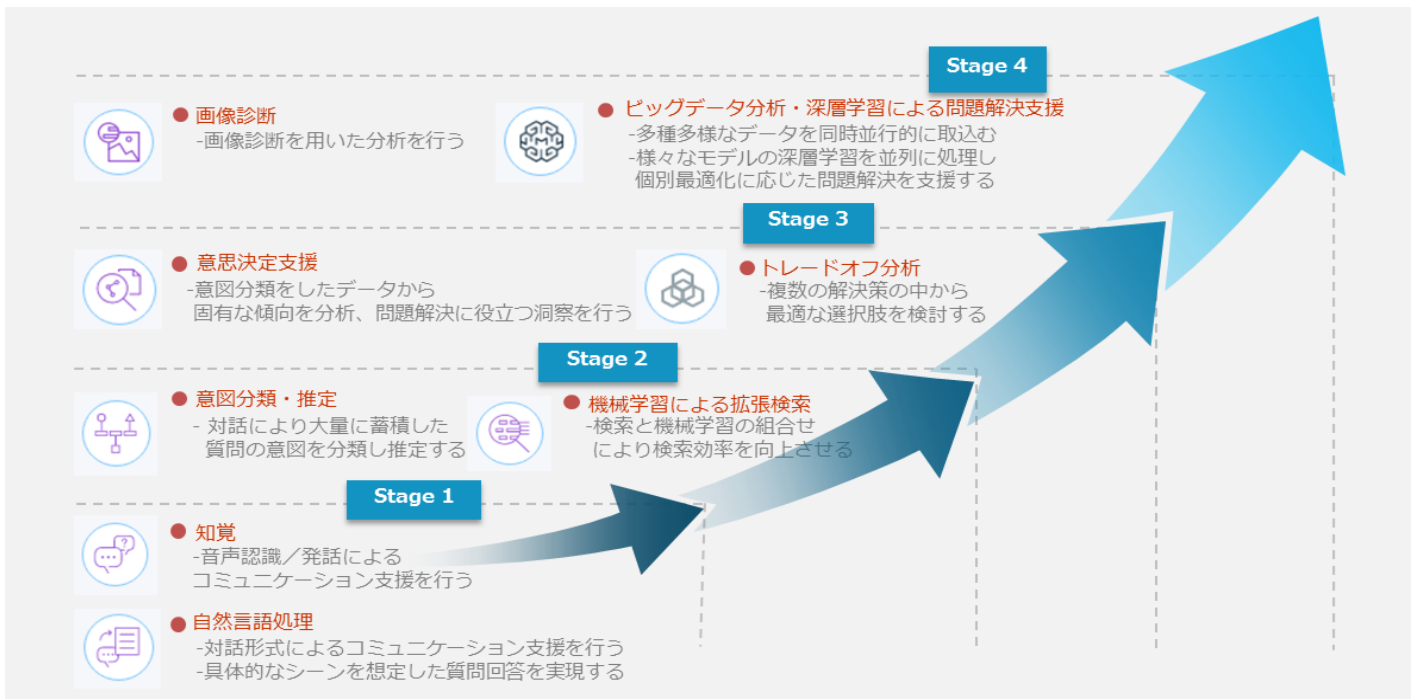 Stage 4
● 画像診断
-画像診断を用いた分析を行う
● ビッグデータ分析・深層学習による問題解決支援
-多種多様なデータを同時並行的に取込む
-様々なモデルの深層学習を並列に処理し
個別最適化に応じた問題解決を支援する
Stage 3
● 意思決定支援
-意図分類をしたデータから
固有な傾向を分析、問題解決に役立つ洞察を行う
● トレードオフ分析
-複数の解決策の中から
最適な選択肢を検討する
Stage 2
● 意図分類・推定
- 対話により大量に蓄積した
質問の意図を分類し推定する
● 機械学習による拡張検索
-検索と機械学習の組合せ
により検索効率を向上させる
Stage 1
● 知覚
-音声認識／発話による
コミュニケーション支援を行う
● 自然言語処理
-対話形式によるコミュニケーション支援を行う
-具体的なシーンを想定した質問回答を実現する